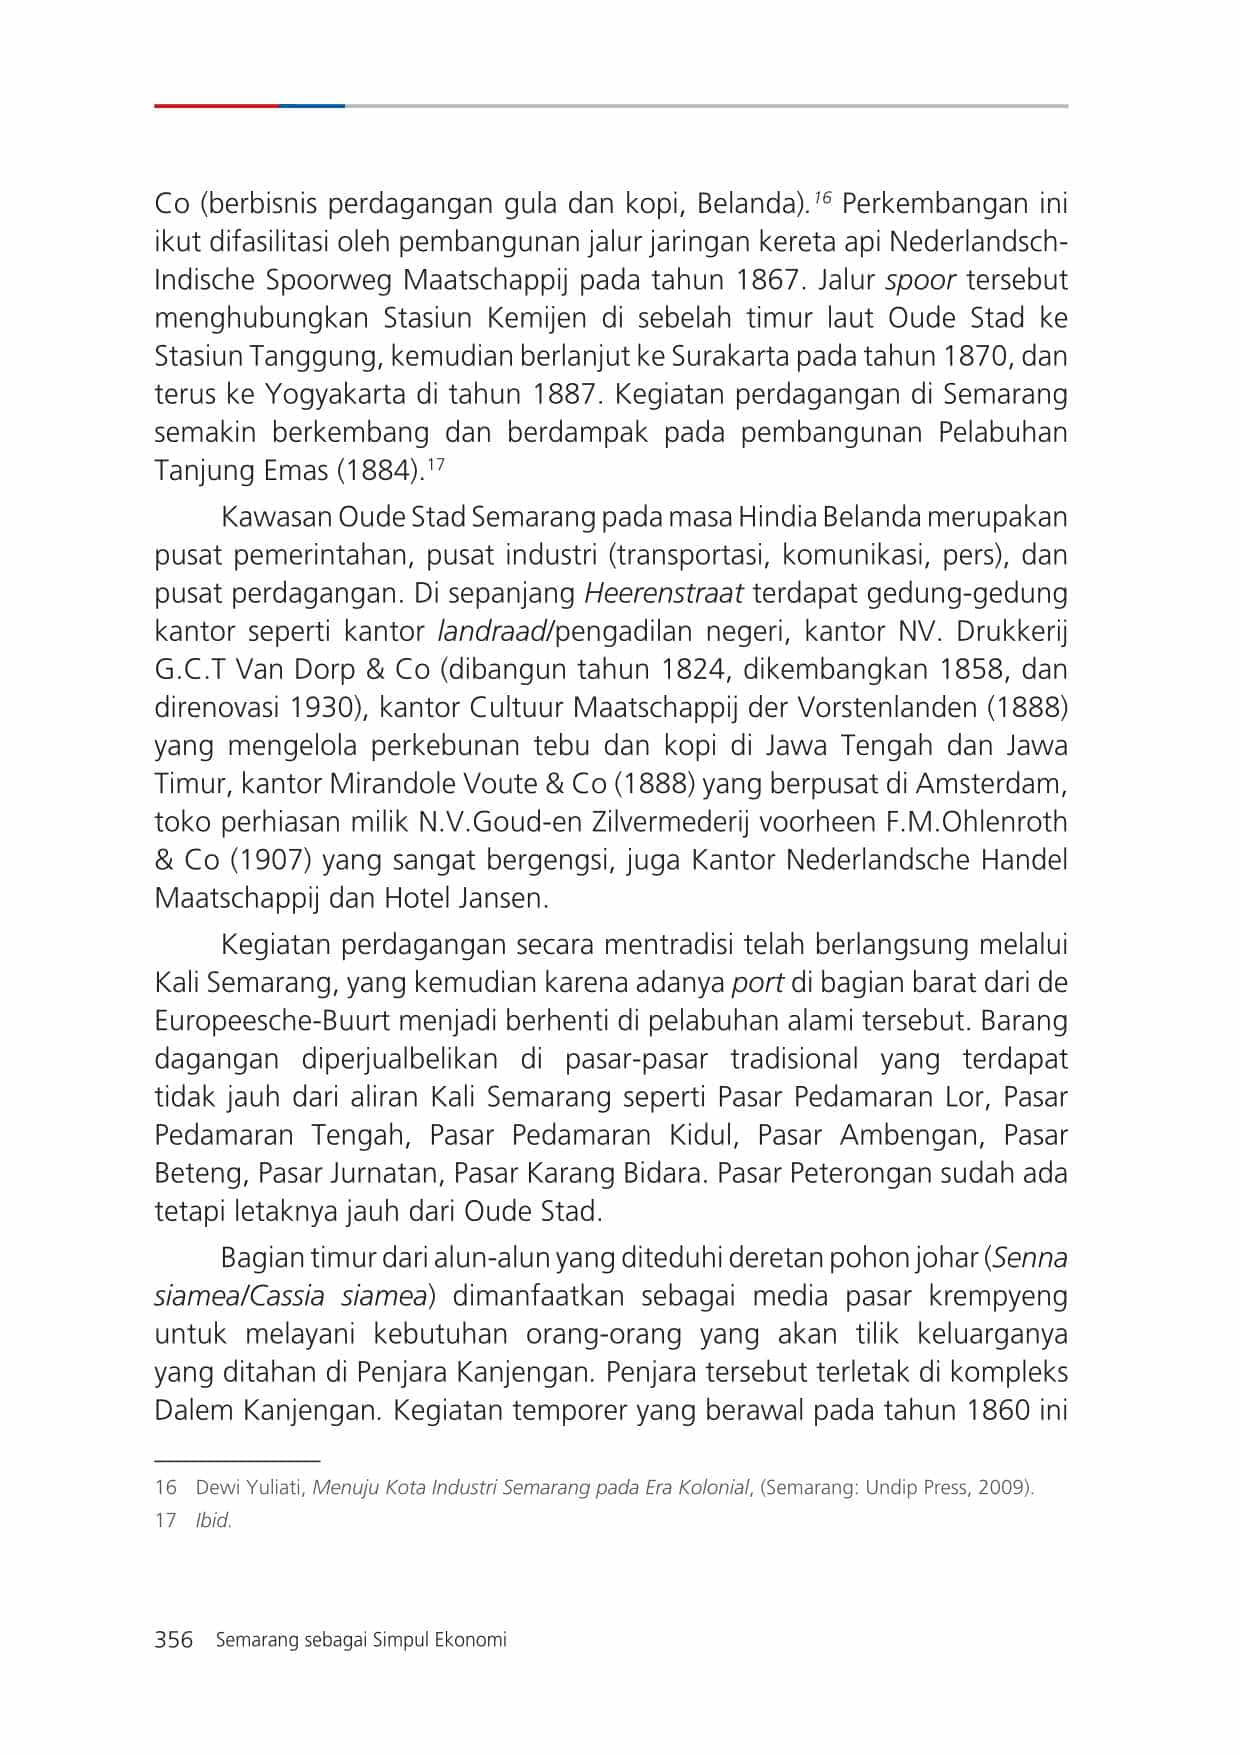 Co (berbisnis perdagangan gula dan kopi, Belanda).16 Perkembangan ini
ikut difasilitasi oleh pembangunan jalur jaringan kereta api Nederlandsch-
Indische Spoorweg Maatschappij pada tahun 1867. Jalur spoor tersebut
menghubungkan Stasiun Kemijen di sebelah timur laut Oude Stad ke
Stasiun Tanggung, kemudian berlanjut ke Surakarta pada tahun 1870, dan
terus ke Yogyakarta di tahun 1887. Kegiatan perdagangan di Semarang
semakin berkembang dan berdampak pada pembangunan Pelabuhan
Tanjung Emas (1884).17
Kawasan Oude Stad Semarang pada masa Hindia Belanda merupakan
pusat pemerintahan, pusat industri (transportasi, komunikasi, pers), dan
pusat perdagangan. Di sepanjang Heerenstraat terdapat gedung-gedung
kantor seperti kantor landraad/pengadilan negeri, kantor NV. Drukkerij
G.C.T Van Dorp & Co (dibangun tahun 1824, dikembangkan 1858, dan
direnovasi 1930), kantor Cultuur Maatschappij der Vorstenlanden (1888)
yang mengelola perkebunan tebu dan kopi di Jawa Tengah dan Jawa
Timur, kantor Mirandole Voute & Co (1888) yang berpusat di Amsterdam,
toko perhiasan milik N.V.Goud-en Zilvermederij voorheen F.M.Ohlenroth
& Co (1907) yang sangat bergengsi, juga Kantor Nederlandsche Handel
Maatschappij dan Hotel Jansen.
Kegiatan perdagangan secara mentradisi telah berlangsung melalui
Kali Semarang, yang kemudian karena adanya port di bagian barat dari de
Europeesche-Buurt menjadi berhenti di pelabuhan alami tersebut. Barang
dagangan diperjualbelikan di pasar-pasar tradisional yang terdapat
tidak jauh dari aliran Kali Semarang seperti Pasar Pedamaran Lor, Pasar
Pedamaran Tengah, Pasar Pedamaran Kidul, Pasar Ambengan, Pasar
Beteng, Pasar Jurnatan, Pasar Karang Bidara. Pasar Peterongan sudah ada
tetapi letaknya jauh dari Oude Stad.
Bagian timur dari alun-alun yang diteduhi deretan pohon johar (Senna
siamea/Cassia siamea) dimanfaatkan sebagai media pasar krempyeng
untuk melayani kebutuhan orang-orang yang akan tilik keluarganya
yang ditahan di Penjara Kanjengan. Penjara tersebut terletak di kompleks
Dalem Kanjengan. Kegiatan temporer yang berawal pada tahun 1860 ini
16 Dewi Yuliati, Menuju Kota Industri Semarang pada Era Kolonial, (Semarang: Undip Press, 2009).
17 Ibid.
356 Semarang sebagai Simpul Ekonomi